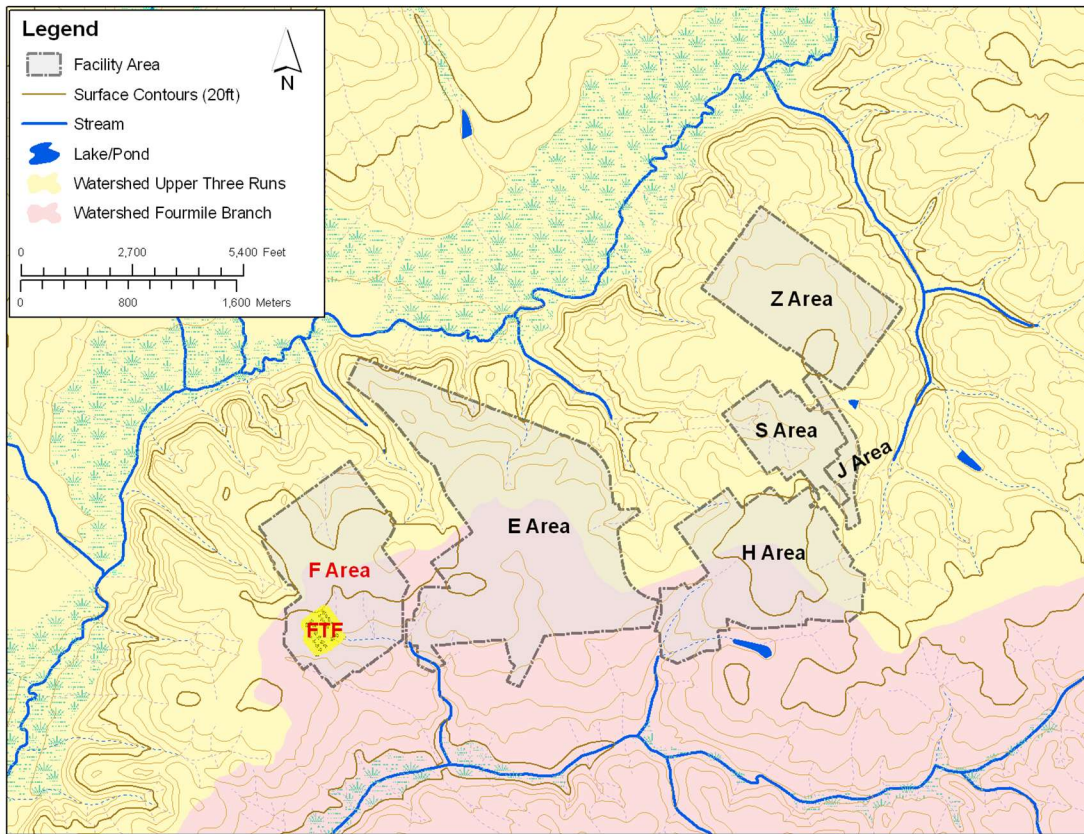 Legend
Facility Area
Surface Contours (20ft)
Stream
Lake/Pond
Watershed Upper Three Runs
Watershed Fourmile Branch
N
0 2,700 5,400 Feet
0 800 1,600 Meters
Z Area
S Area
J Area
E Area
H Area
F Area
FTF